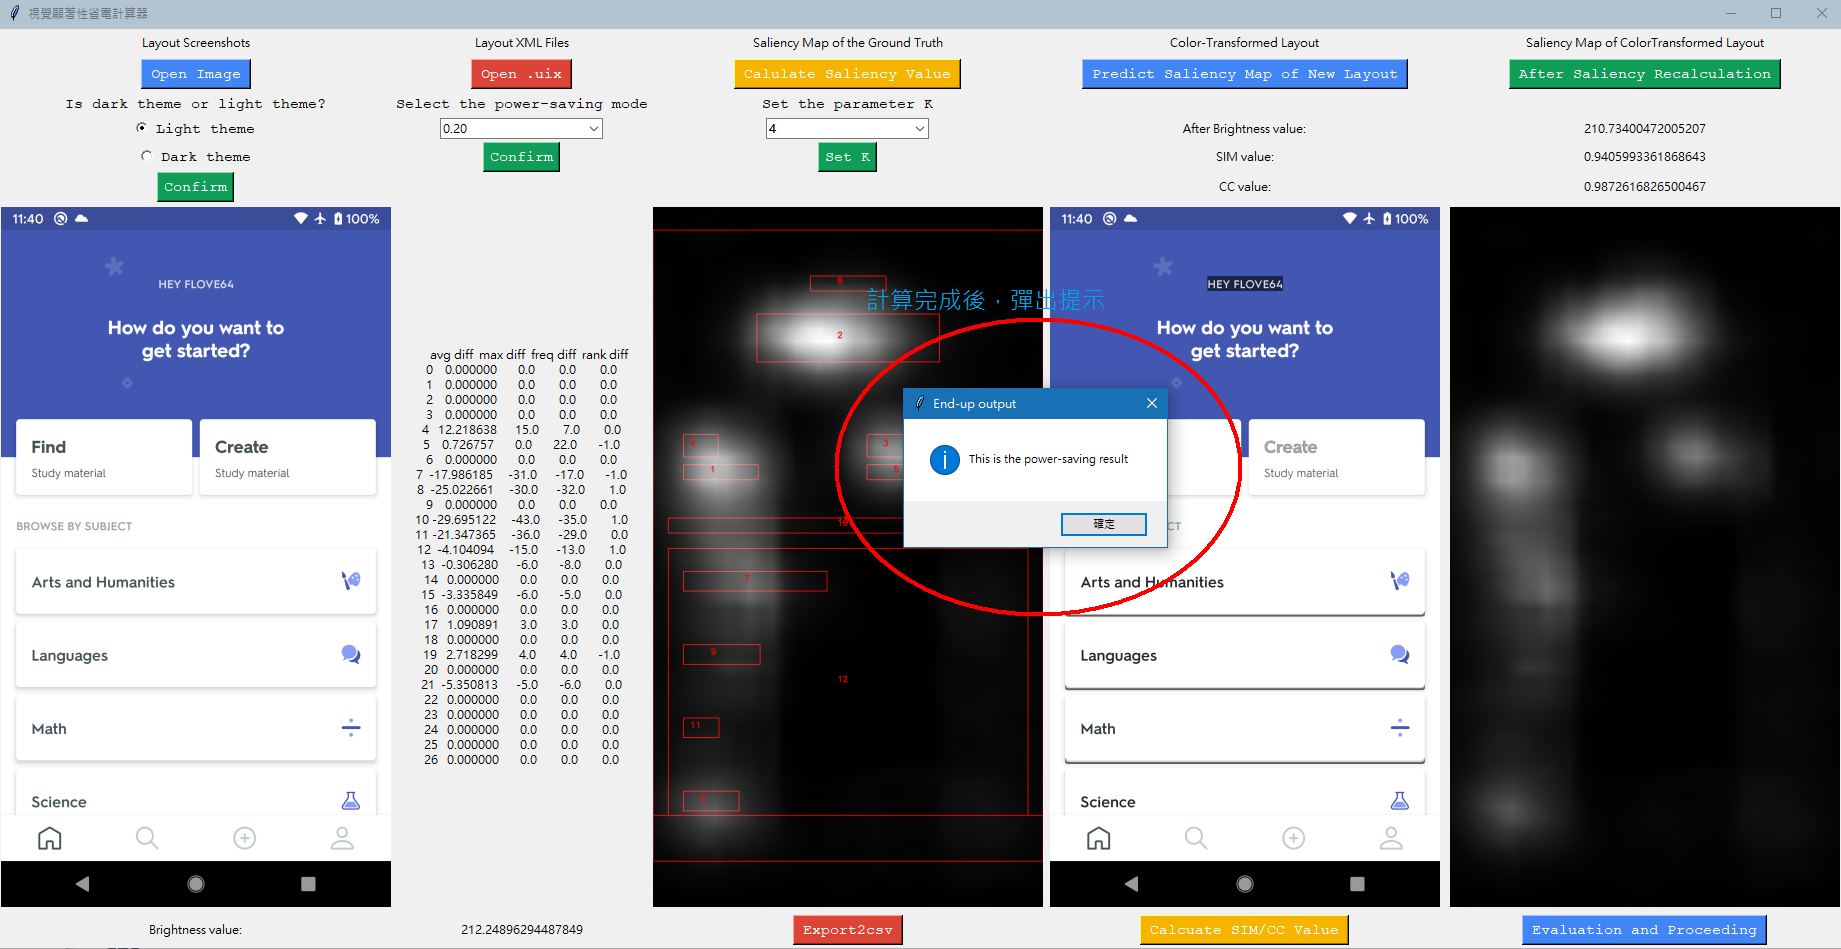 視覺顯著性省電計算器
Layout Screenshots
Layout XML Files
Saliency Map of the Ground Truth
Color-Transformed Layout
Saliency Map of ColorTransformed Layout
Open Image
Open .uix
Calulate Saliency Value
Predict Saliency Map of New Layout
After Saliency Recalculation
Is dark theme or light theme?
Select the power-saving mode
Set the parameter K
Light theme
0.20
4
After Brightness value:
210.73400472005207
Dark theme
Confirm
Set K
SIM value:
0.9405993361868643
Confirm
CC value:
0.9872616826500467
11:40
100%
HEY FLOVE64
How do you want to
get started?
Find
Study material
Create
Study material
BROWSE BY SUBJECT
Arts and Humanities
Languages
Math
Science
avg diff max diff freq diff rank diff
0 0.000000 0.0 0.0 0.0
1 0.000000 0.0 0.0 0.0
2 0.000000 0.0 0.0 0.0
3 0.000000 0.0 0.0 0.0
4 12.218638 15.0 7.0 0.0
5 0.726757 0.0 22.0 -1.0
6 0.000000 0.0 0.0 0.0
7 -17.986185 -31.0 -17.0 -1.0
8 -25.022661 -30.0 -32.0 1.0
9 0.000000 0.0 0.0 0.0
10 -29.695122 -43.0 -35.0 1.0
11 -21.347365 -36.0 -29.0 0.0
12 -4.104094 -15.0 -13.0 1.0
13 -0.306280 -6.0 -8.0 0.0
14 0.000000 0.0 0.0 0.0
15 -3.335849 -6.0 -5.0 0.0
16 0.000000 0.0 0.0 0.0
17 1.090891 3.0 3.0 0.0
18 0.000000 0.0 0.0 0.0
19 2.718299 4.0 4.0 -1.0
20 0.000000 0.0 0.0 0.0
21 -5.350813 -5.0 -6.0 0.0
22 0.000000 0.0 0.0 0.0
23 0.000000 0.0 0.0 0.0
24 0.000000 0.0 0.0 0.0
25 0.000000 0.0 0.0 0.0
26 0.000000 0.0 0.0 0.0
計算完成後，彈出提示
2
3
1
5
7
9
12
11
End-up output
This is the power-saving result
確定
11:40
100%
HEY FLOVE64
How do you want to
get started?
Create
Study material
CT
Arts and Humanities
Languages
Math
Science
Brightness value:
212.24896294487849
Export2csv
Calcuate SIM/CC Value
Evaluation and Proceeding